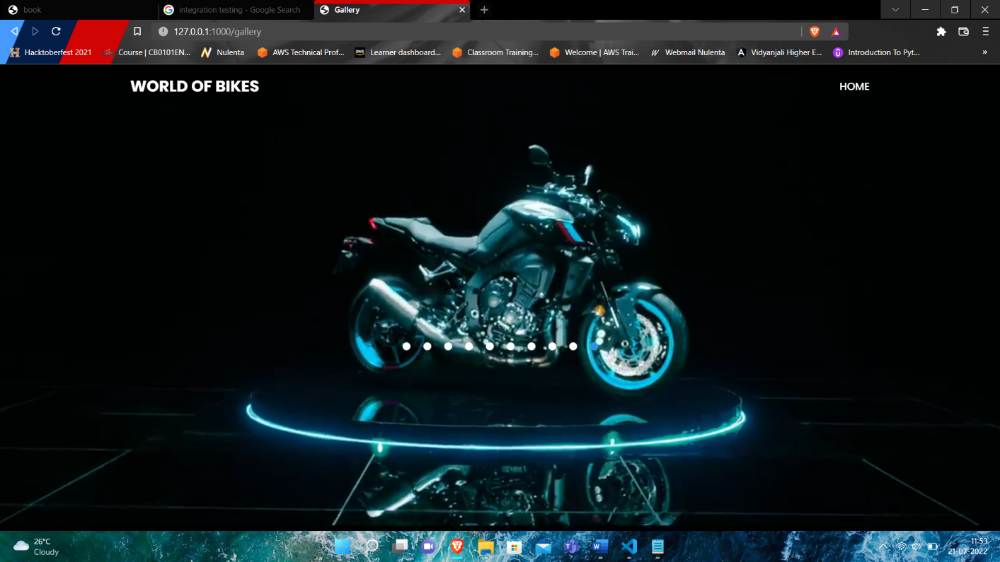 book
integration testing - Google Search
Gallery
127.0.0.1:1000/gallery
Hacktoberfest 2021
Course | CB0101EN...
Nulenta
AWS Technical Prof...
aws
Learner dashboard...
Classroom Training...
Welcome | AWS Trai...
Webmail Nulenta
Vidyanjali Higher E...
Introduction To Pyt...
»
WORLD OF BIKES
HOME
26°C
Cloudy
11:53
21-07-2022